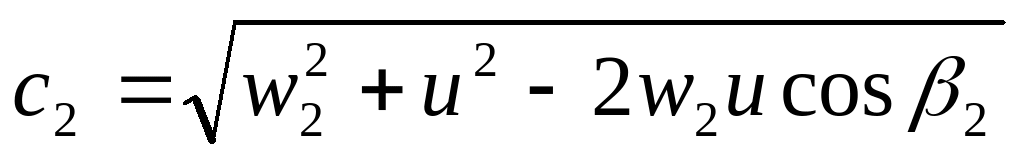 c₂ = √(w₂² + u² - 2w₂u cos β₂)